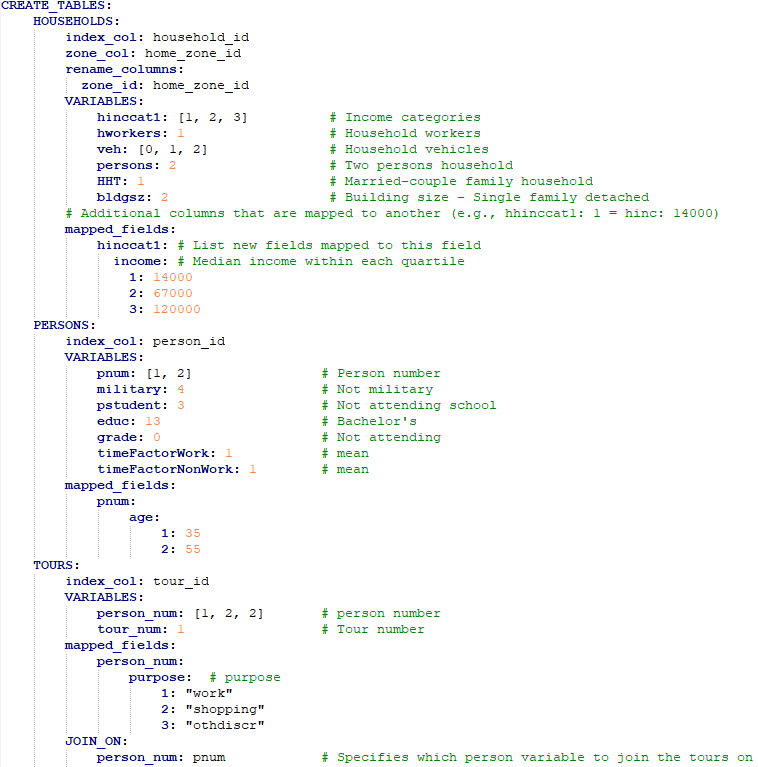 CREATE_TABLES:
    HOUSEHOLDS:
        index_col: household_id
        zone_col: home_zone_id
        rename_columns:
          zone_id: home_zone_id
        VARIABLES:
            hinccat1: [1, 2, 3]          # Income categories
            hworkers: 1                  # Household workers
            veh: [0, 1, 2]               # Household vehicles
            persons: 2                   # Two persons household
            HHT: 1                       # Married-couple family household
            bldgsz: 2                    # Building size - Single family detached
        # Additional columns that are mapped to another (e.g., hhinccat1: 1 = hinc: 14000)
        mapped_fields:
            hinccat1: # List new fields mapped to this field
              income: # Median income within each quartile
                1: 14000
                2: 67000
                3: 120000
    PERSONS:
        index_col: person_id
        VARIABLES:
            pnum: [1, 2]                # Person number
            military: 4                 # Not military
            pstudent: 3                 # Not attending school
            educ: 13                    # Bachelor's
            grade: 0                    # Not attending
            timeFactorWork: 1           # mean
            timeFactorNonWork: 1        # mean
        mapped_fields:
            pnum:
                age:
                    1: 35
                    2: 55
    TOURS:
        index_col: tour_id
        VARIABLES:
            person_num: [1, 2, 2]       # person number
            tour_num: 1                 # Tour number
        mapped_fields:
            person_num:
                purpose:  # purpose
                    1: "work"
                    2: "shopping"
                    3: "othdiscr"
        JOIN_ON:
            person_num: pnum            # Specifies which person variable to join the tours on